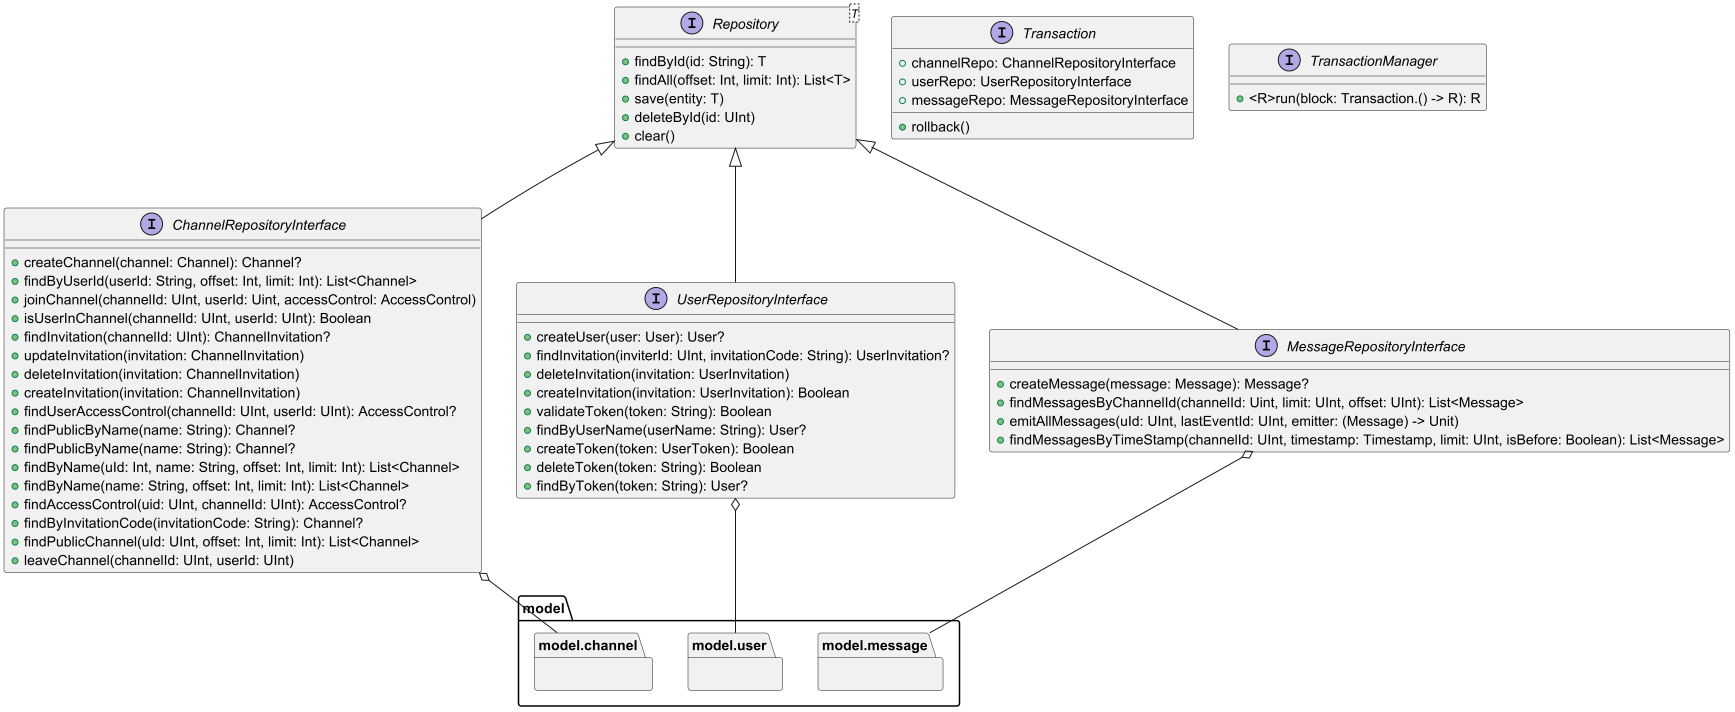 I Repository
T
findById(id: String): T
findAll(offset: Int, limit: Int): List<T>
save(entity: T)
deleteById(id: UInt)
clear()
I Transaction
channelRepo: ChannelRepositoryInterface
userRepo: UserRepositoryInterface
messageRepo: MessageRepositoryInterface
rollback()
I TransactionManager
<R>run(block: Transaction.() -> R): R
I ChannelRepositoryInterface
createChannel(channel: Channel): Channel?
findByUserId(userId: String, offset: Int, limit: Int): List<Channel>
joinChannel(channelId: UInt, userId: Uint, accessControl: AccessControl)
isUserInChannel(channelId: UInt, userId: UInt): Boolean
findInvitation(channelId: UInt): ChannelInvitation?
updateInvitation(invitation: ChannelInvitation)
deleteInvitation(invitation: ChannelInvitation)
createInvitation(invitation: ChannelInvitation)
findUserAccessControl(channelId: UInt, userId: UInt): AccessControl?
findPublicByName(name: String): Channel?
findPublicByName(name: String): Channel?
findByName(uId: Int, name: String, offset: Int, limit: Int): List<Channel>
findByName(name: String, offset: Int, limit: Int): List<Channel>
findAccessControl(uid: UInt, channelId: UInt): AccessControl?
findByInvitationCode(invitationCode: String): Channel?
findPublicChannel(uId: UInt, offset: Int, limit: Int): List<Channel>
leaveChannel(channelId: UInt, userId: UInt)
I UserRepositoryInterface
createUser(user: User): User?
findInvitation(inviterId: UInt, invitationCode: String): UserInvitation?
deleteInvitation(invitation: UserInvitation)
createInvitation(invitation: UserInvitation): Boolean
validateToken(token: String): Boolean
findByUserName(userName: String): User?
createToken(token: UserToken): Boolean
deleteToken(token: String): Boolean
findByToken(token: String): User?
I MessageRepositoryInterface
createMessage(message: Message): Message?
findMessagesByChannelId(channelId: Uint, limit: UInt, offset: UInt): List<Message>
emitAllMessages(uId: UInt, lastEventId: UInt, emitter: (Message) -> Unit)
findMessagesByTimeStamp(channelId: UInt, timestamp: Timestamp, limit: UInt, isBefore: Boolean): List<Message>
model
model.channel
model.user
model.message